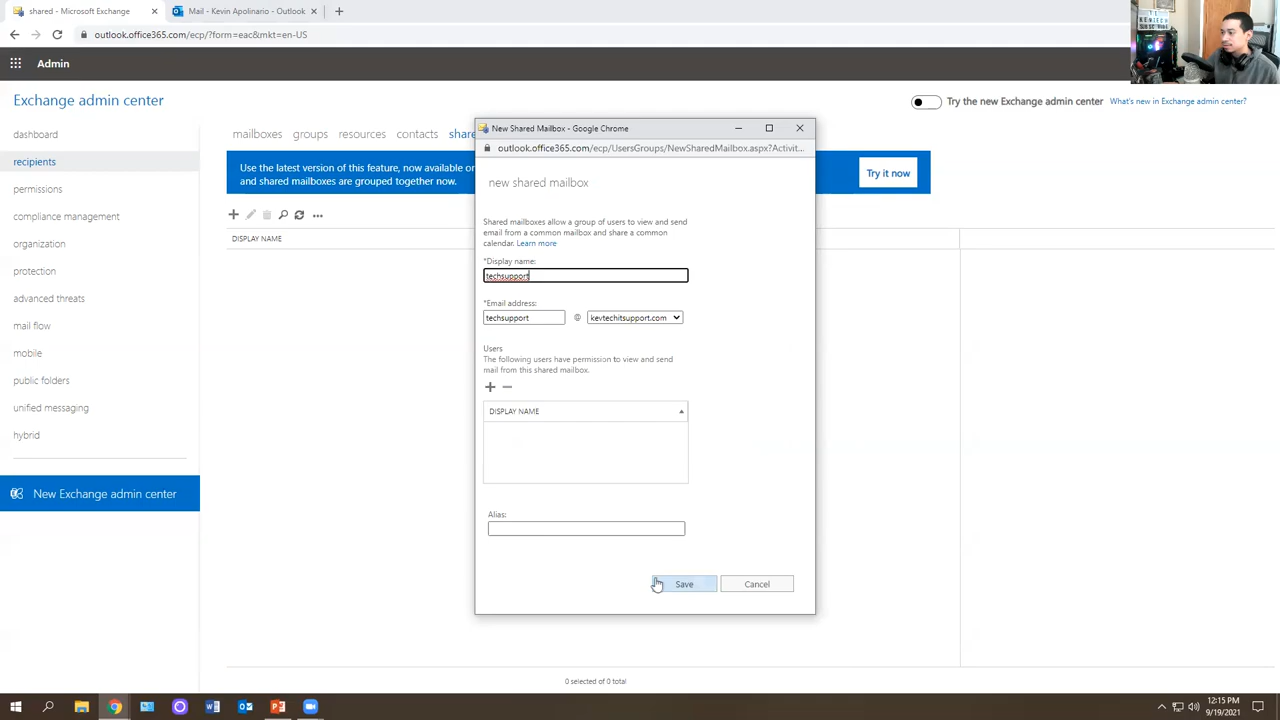 shared - Microsoft Exchange
Mail - Kevin Apolinario - Outlook
outlook.office365.com/ecp/?form=eac&mkt=en-US
Admin
Exchange admin center
Try the new Exchange admin center
What's new in Exchange admin center?
dashboard
recipients
permissions
compliance management
organization
protection
advanced threats
mail flow
mobile
public folders
unified messaging
hybrid
New Exchange admin center
mailboxes groups resources contacts share
Use the latest version of this feature, now available o
and shared mailboxes are grouped together now.
Try it now
DISPLAY NAME
New Shared Mailbox - Google Chrome
outlook.office365.com/ecp/UsersGroups/NewSharedMailbox.aspx?Activit...
new shared mailbox
Shared mailboxes allow a group of users to view and send
email from a common mailbox and share a common
calendar. Learn more
*Display name:
techsupport
*Email address:
techsupport @ kevtechitsupport.com
Users
The following users have permission to view and send
mail from this shared mailbox.
DISPLAY NAME
Alias:
Save Cancel
0 selected of 0 total
12:15 PM
9/19/2021